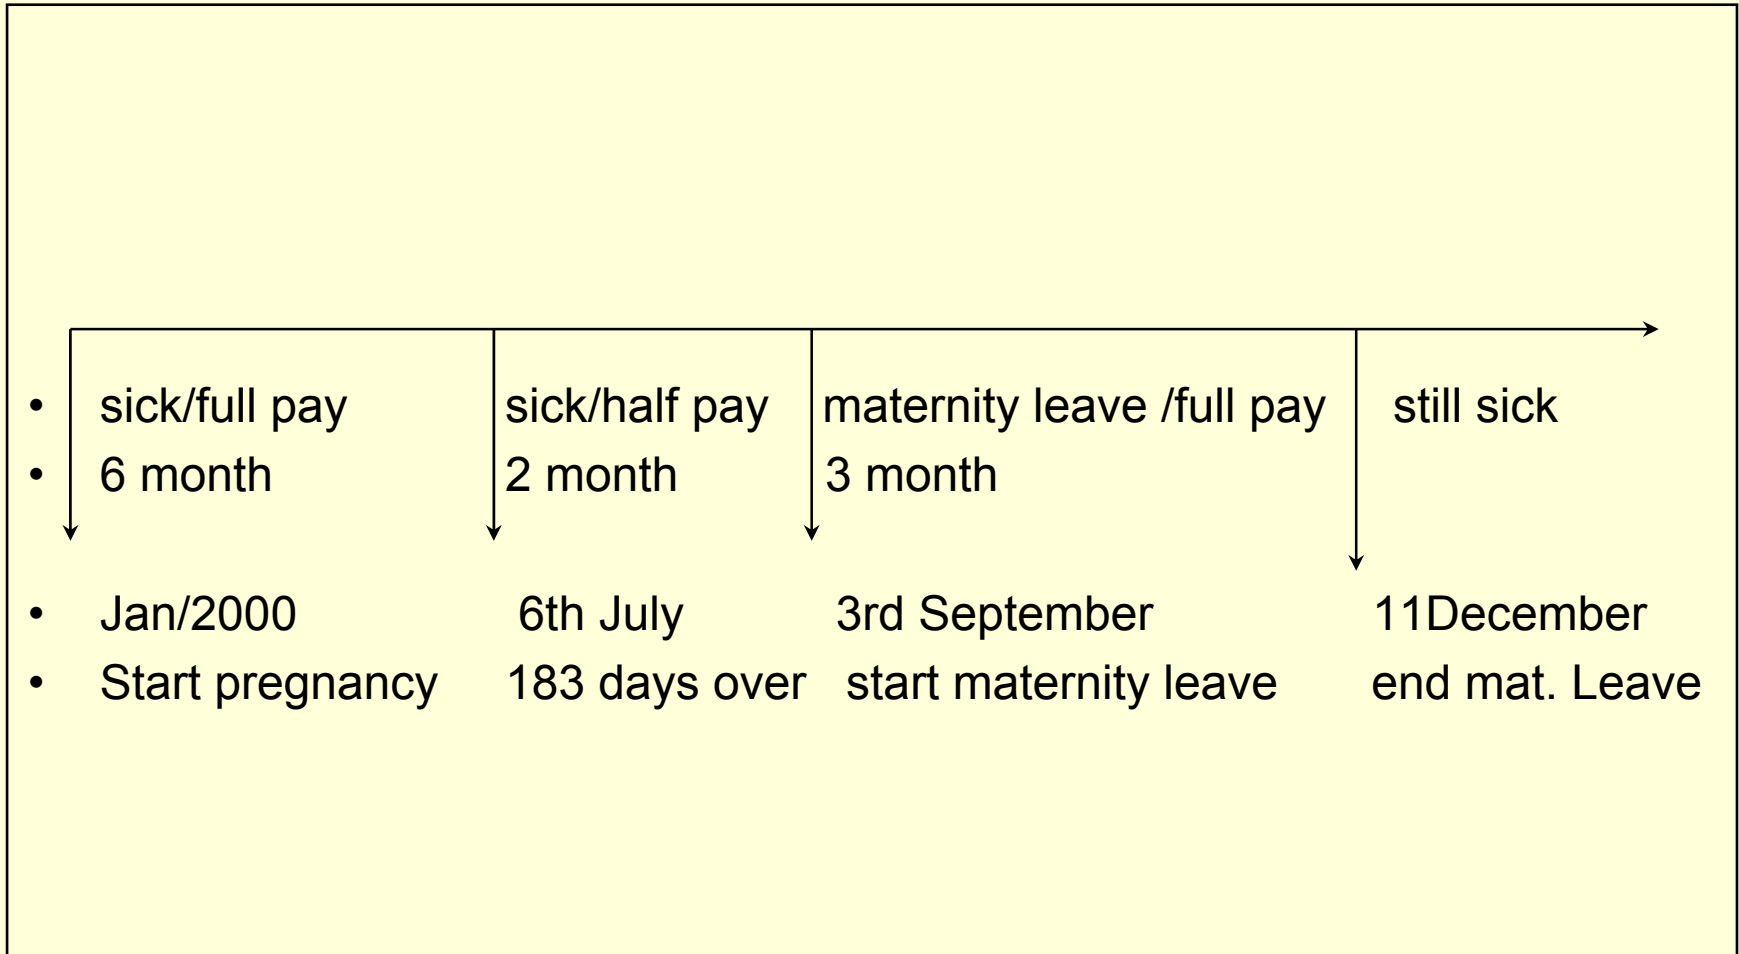 • sick/full pay sick/half pay maternity leave /full pay still sick
• 6 month 2 month 3 month
• Jan/2000 6th July 3rd September 11December
• Start pregnancy 183 days over start maternity leave end mat. Leave